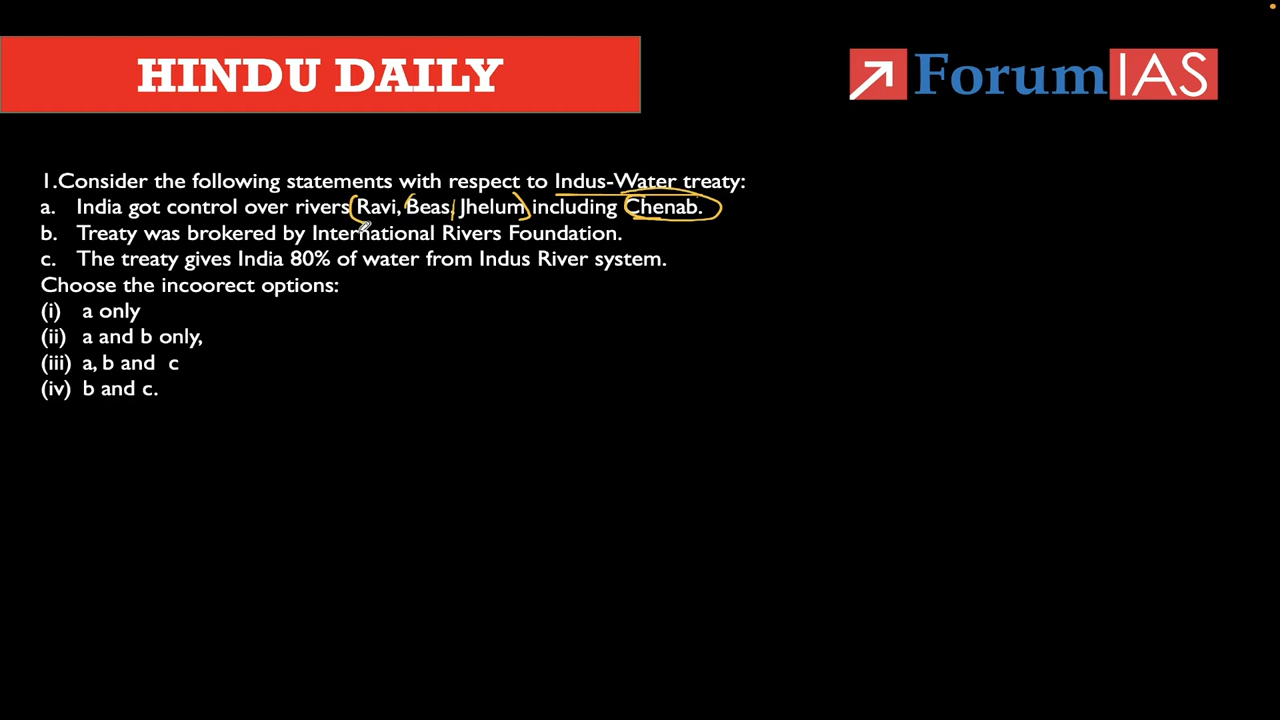 HINDU DAILY
ForumIAS
1.Consider the following statements with respect to Indus-Water treaty:
a. India got control over rivers Ravi, Beas, Jhelum including Chenab.
b. Treaty was brokered by International Rivers Foundation.
c. The treaty gives India 80% of water from Indus River system.
Choose the incoorect options:
(i) a only
(ii) a and b only,
(iii) a, b and c
(iv) b and c.